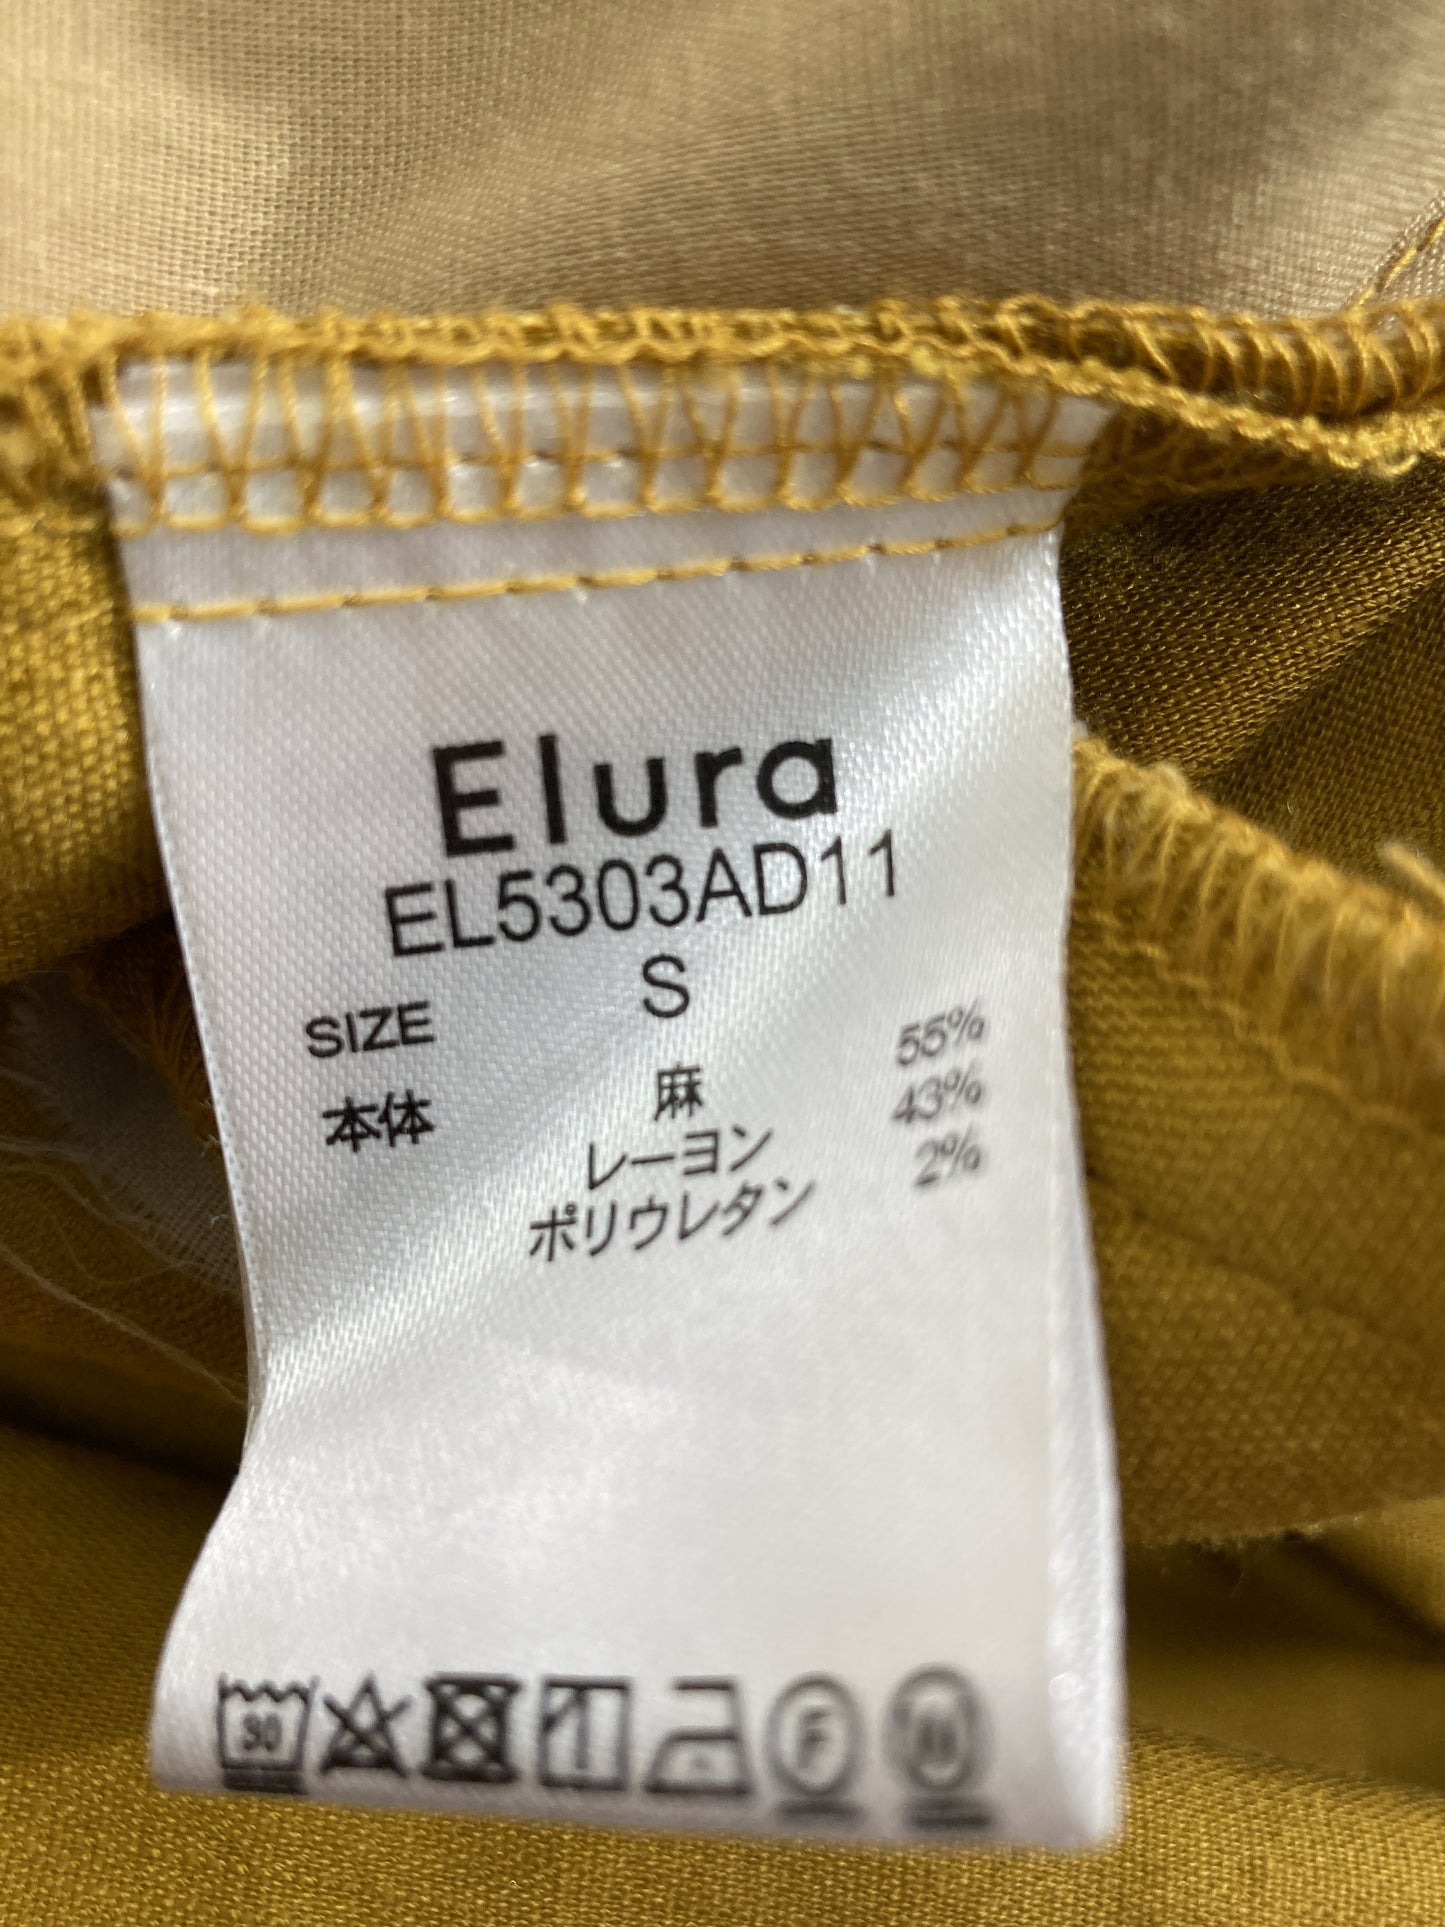 Elura
EL5303AD11
SIZE S
本体 麻 55%
レーヨン 43%
ポリウレタン 2%
30 F